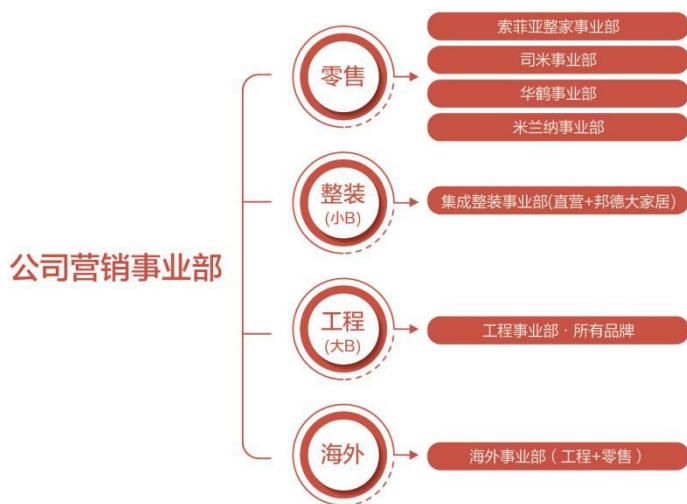 公司营销事业部
零售
索菲亚整家事业部
司米事业部
华鹤事业部
米兰纳事业部
整装
(小B)
集成整装事业部(直营+邦德大家居)
工程
(大B)
工程事业部·所有品牌
海外
海外事业部(工程+零售)